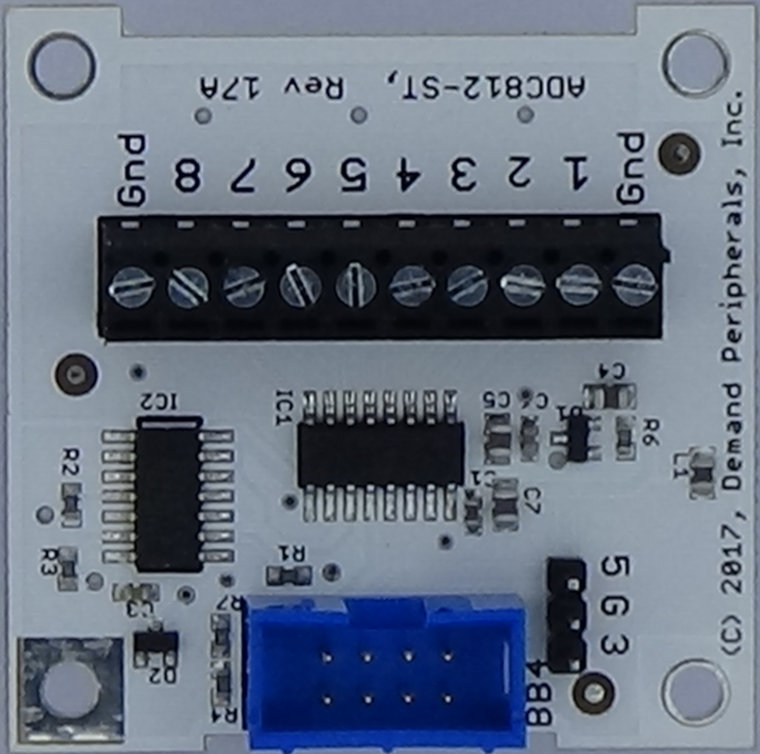 ADC812-ST, Rev 17A
Gnd 8 7 6 5 4 3 2 1 Gnd
(C) 2017, Demand Peripherals, Inc.
C4
IC2
IC1
C5
R6
R2
L1
C7
R3
R1
5 G 3
C3
R7
D2
R4
BB4